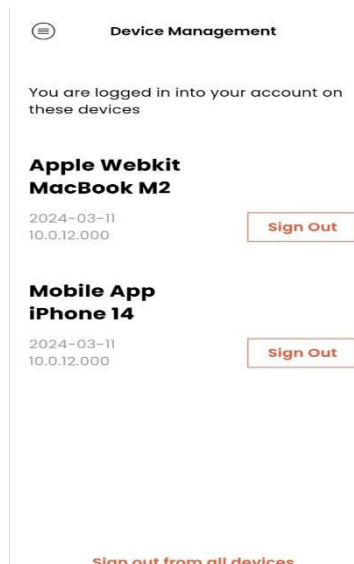 Device Management
You are logged in into your account on
these devices
Apple Webkit
MacBook M2
2024-03-11
10.0.12.000
Sign Out
Mobile App
iPhone 14
2024-03-11
10.0.12.000
Sign Out
Sign out from all devices